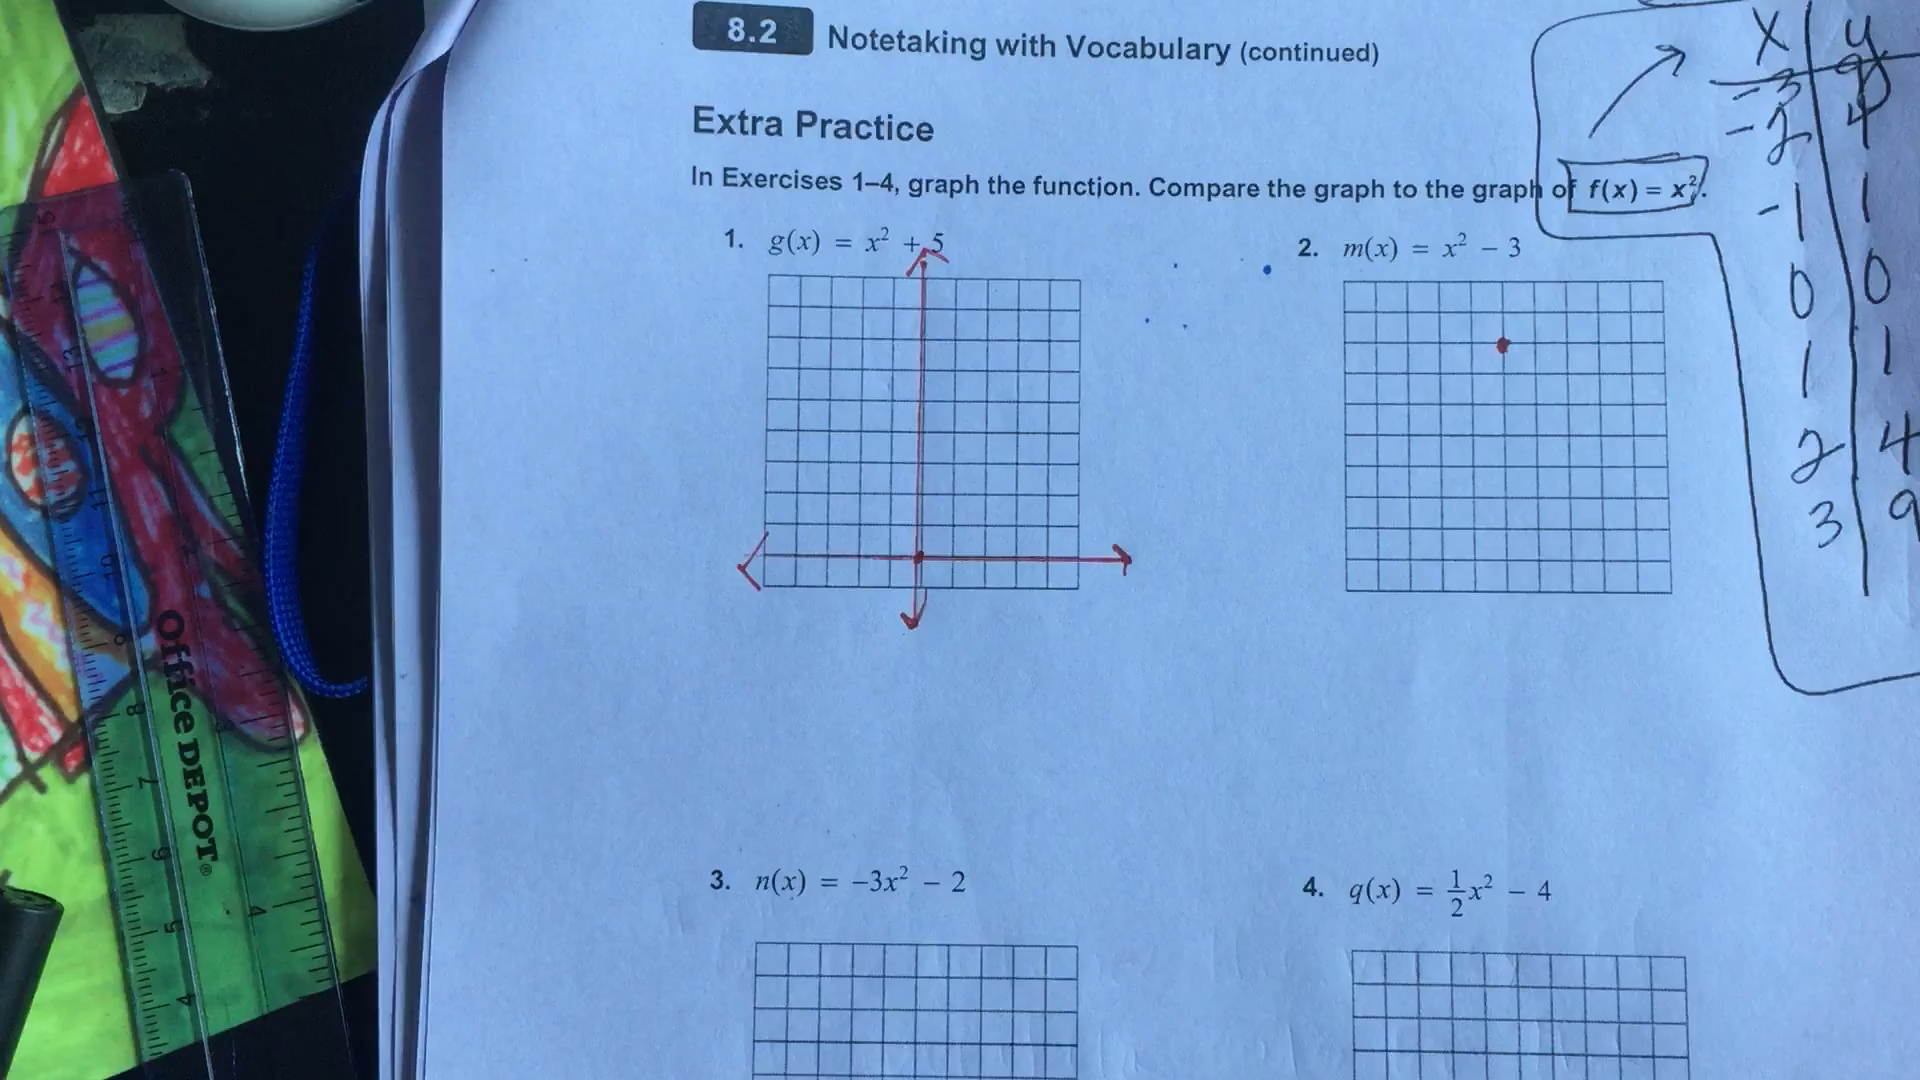 8.2 Notetaking with Vocabulary (continued)
Extra Practice
In Exercises 1–4, graph the function. Compare the graph to the graph of f(x) = x².
1. g(x) = x² + 5
2. m(x) = x² − 3
3. n(x) = −3x² − 2
4. q(x) = 1/2 x² − 4
x y
-3 9
-2 4
-1 1
0 0
1 1
2 4
3 9
Office DEPOT®